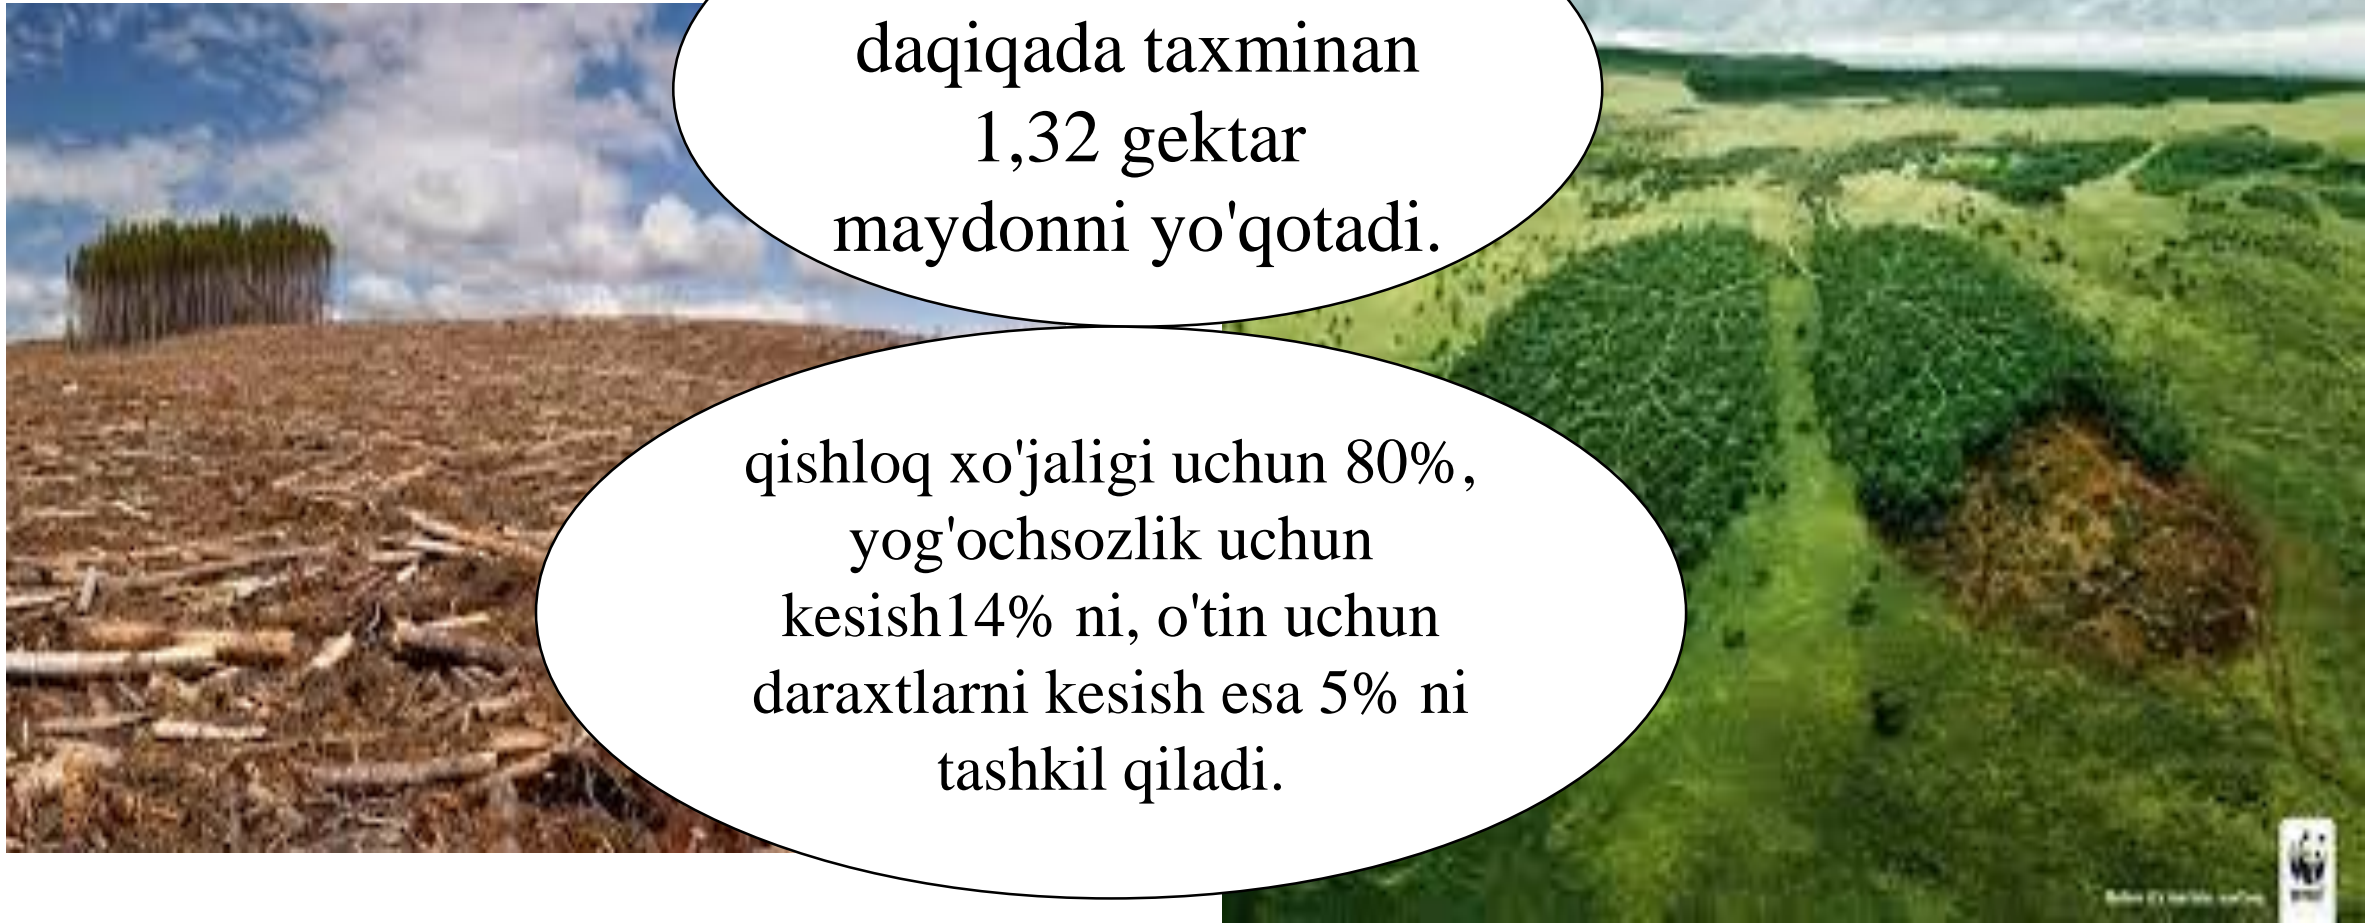 daqiqada taxminan
1,32 gektar
maydonni yo'qotadi.
qishloq xo'jaligi uchun 80%,
yog'ochsozlik uchun
kesish14% ni, o'tin uchun
daraxtlarni kesish esa 5% ni
tashkil qiladi.